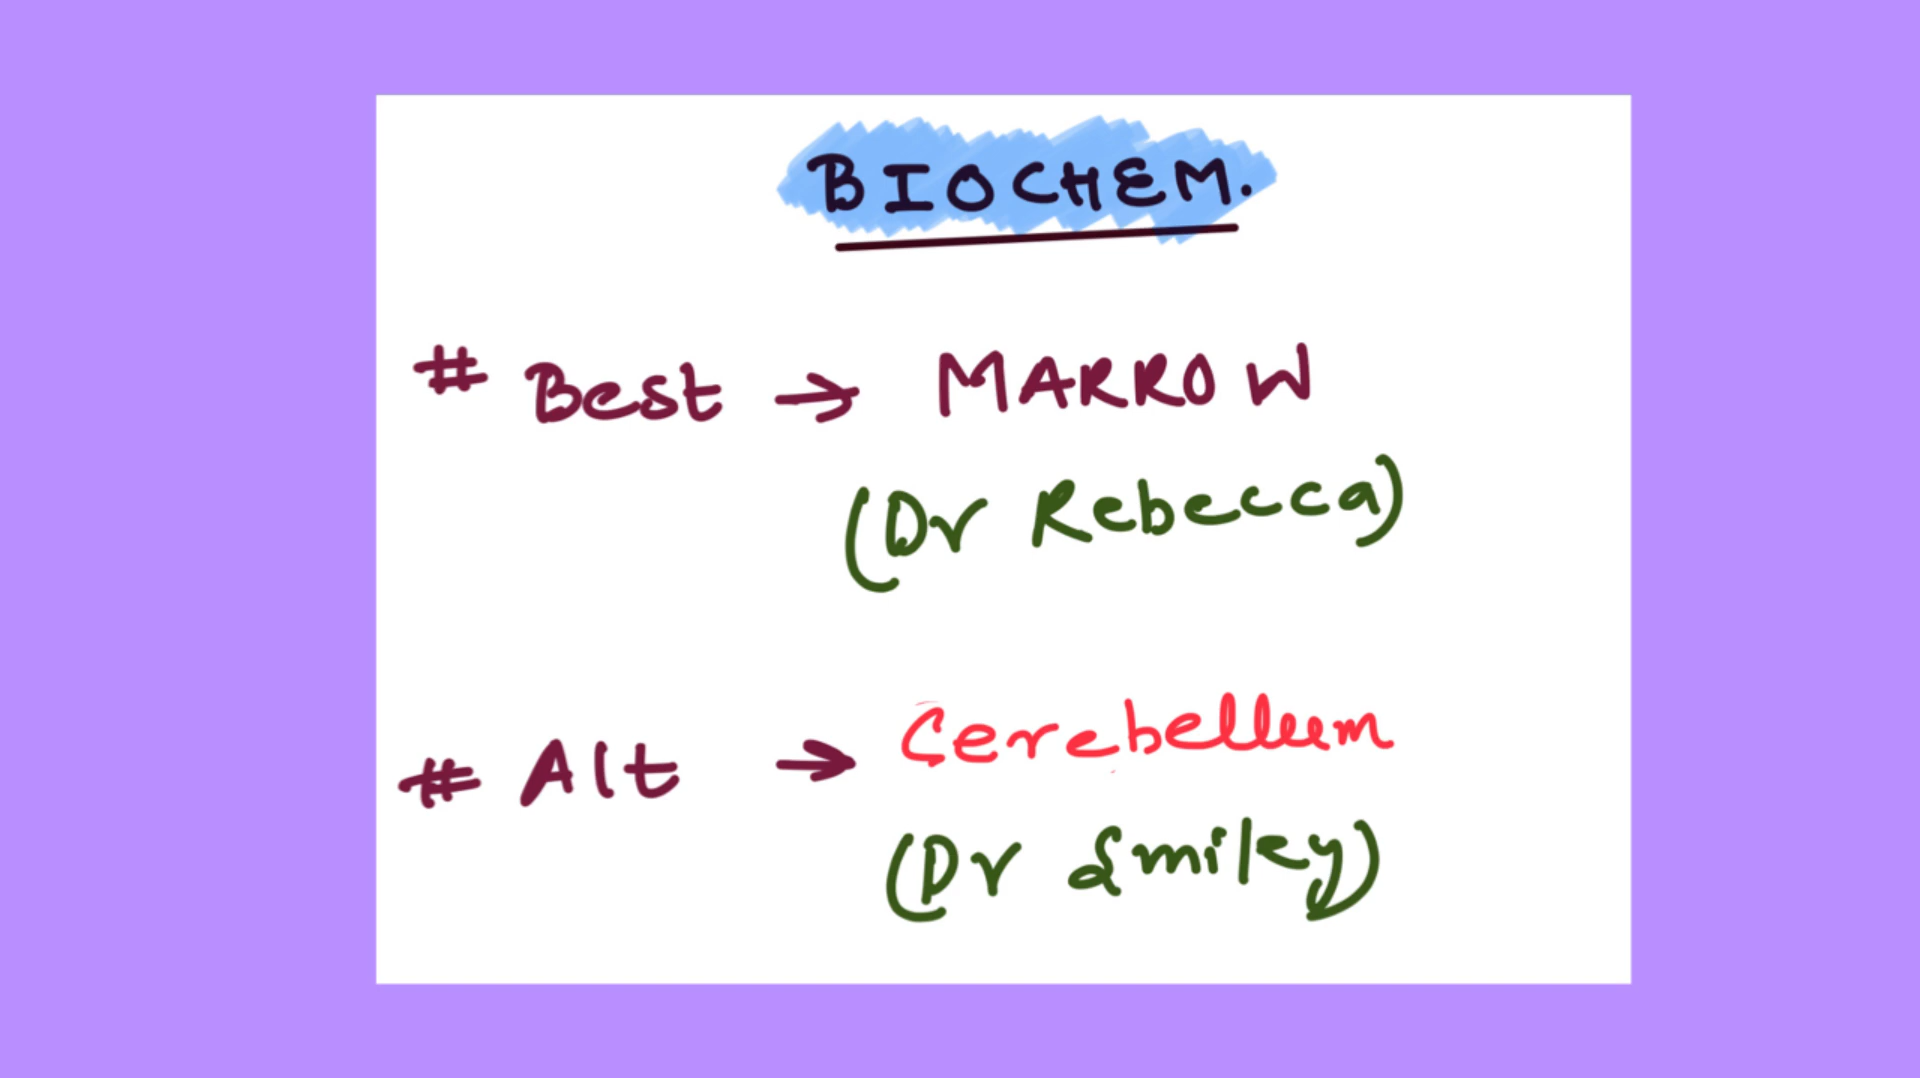 BIOCHEM.
# Best → MARROW
(Dr Rebecca)
# Alt → Cerebellum
(Dr Smiley)